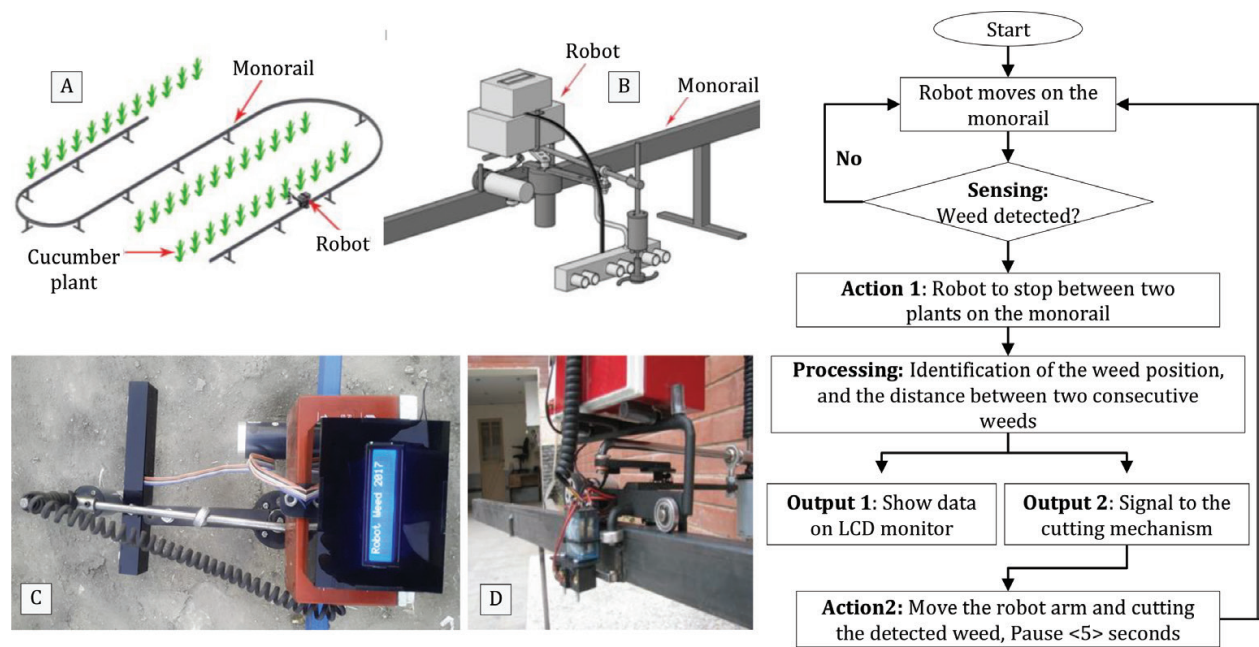 A
Monorail
Robot
Cucumber
plant
Robot
B
Monorail
C
Robot Weed 2017
D
Start
Robot moves on the
monorail
No
Sensing:
Weed detected?
Action 1: Robot to stop between two
plants on the monorail
Processing: Identification of the weed position,
and the distance between two consecutive
weeds
Output 1: Show data
on LCD monitor
Output 2: Signal to the
cutting mechanism
Action2: Move the robot arm and cutting
the detected weed, Pause <5> seconds